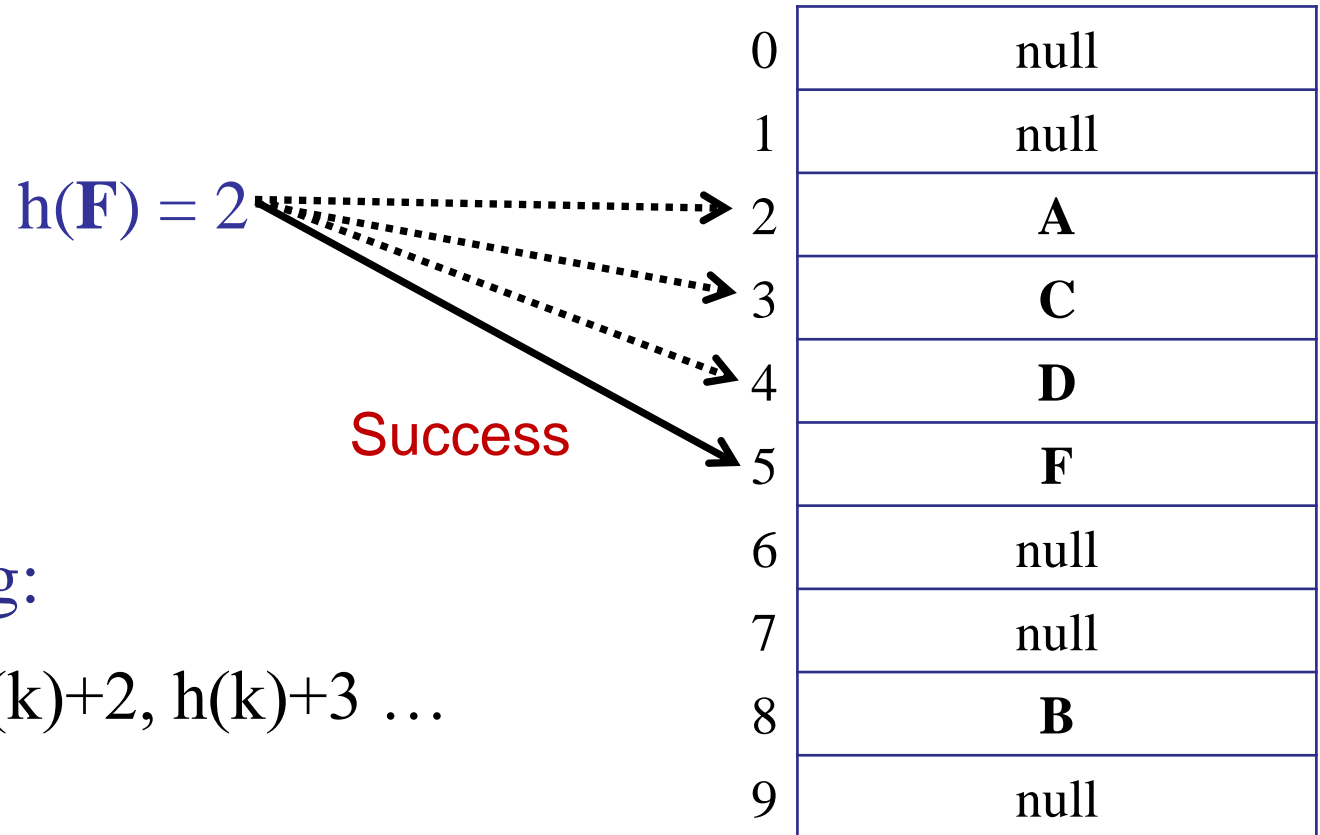 h(F) = 2
Success
g:
(k)+2, h(k)+3 …
0 null
1 null
2 A
3 C
4 D
5 F
6 null
7 null
8 B
9 null